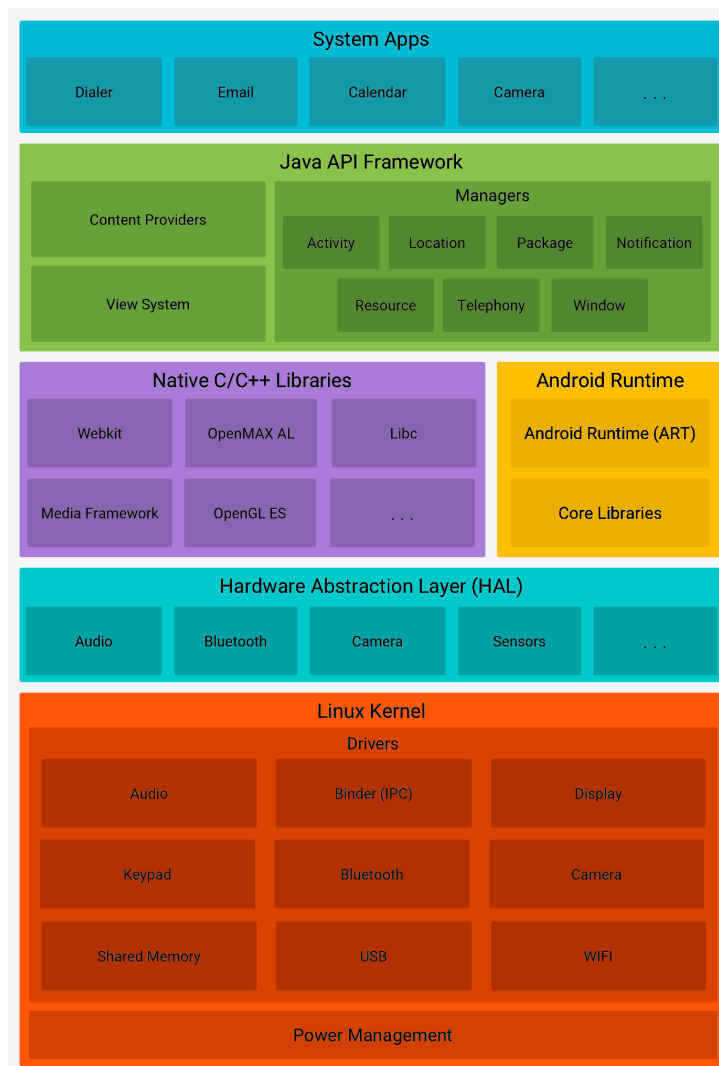 System Apps
Dialer
Email
Calendar
Camera
. . .
Java API Framework
Content Providers
View System
Managers
Activity
Location
Package
Notification
Resource
Telephony
Window
Native C/C++ Libraries
Webkit
OpenMAX AL
Libc
Media Framework
OpenGL ES
. . .
Android Runtime
Android Runtime (ART)
Core Libraries
Hardware Abstraction Layer (HAL)
Audio
Bluetooth
Camera
Sensors
. . .
Linux Kernel
Drivers
Audio
Binder (IPC)
Display
Keypad
Bluetooth
Camera
Shared Memory
USB
WIFI
Power Management